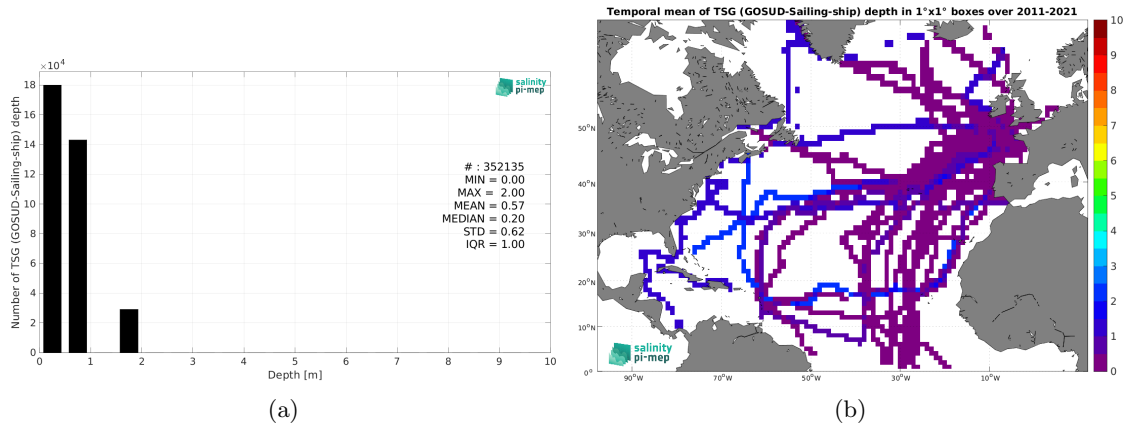 ×10⁴
18
16
14
12
10
8
6
4
2
0
Number of TSG (GOSUD-Sailing-ship) depth
salinity
pi-mep
# : 352135
MIN = 0.00
MAX = 2.00
MEAN = 0.57
MEDIAN = 0.20
STD = 0.62
IQR = 1.00
0 1 2 3 4 5 6 7 8 9 10
Depth [m]
(a)
Temporal mean of TSG (GOSUD-Sailing-ship) depth in 1°x1° boxes over 2011-2021
50°N
40°N
30°N
20°N
10°N
0°
90°W 70°W 50°W 30°W 10°W
salinity
pi-mep
10
9
8
7
6
5
4
3
2
1
0
(b)